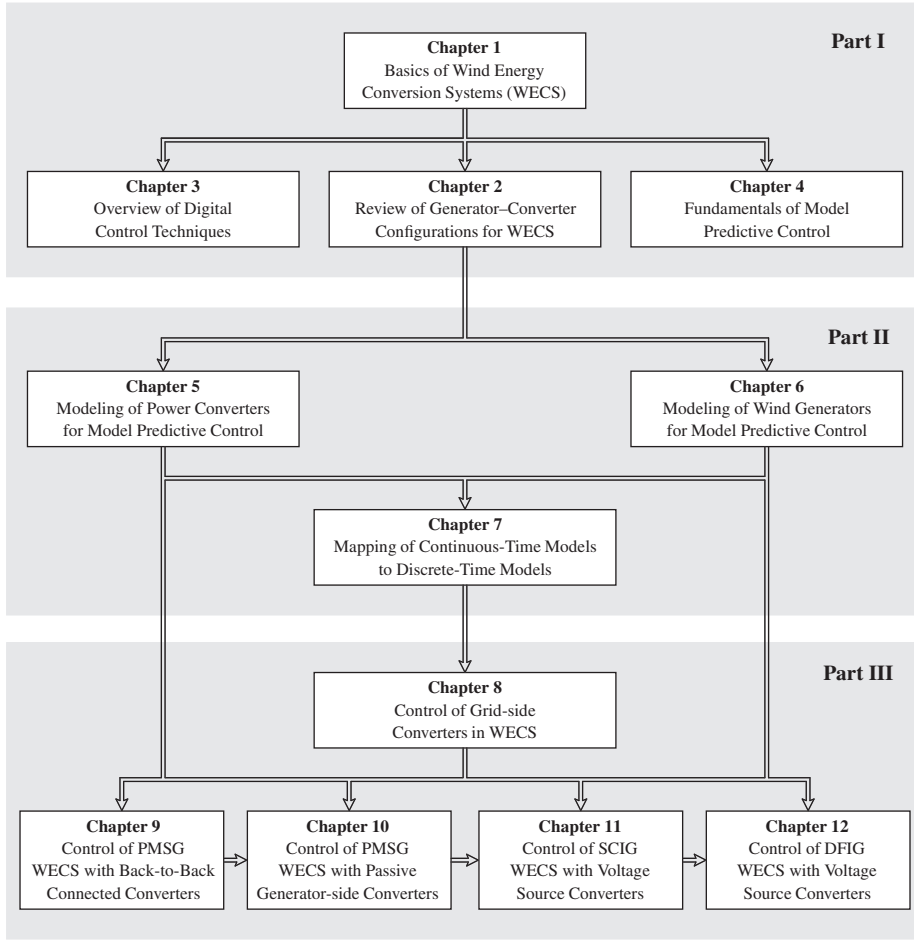 Part I
Chapter 1
Basics of Wind Energy
Conversion Systems (WECS)
Chapter 3
Overview of Digital
Control Techniques
Chapter 2
Review of Generator–Converter
Configurations for WECS
Chapter 4
Fundamentals of Model
Predictive Control
Part II
Chapter 5
Modeling of Power Converters
for Model Predictive Control
Chapter 6
Modeling of Wind Generators
for Model Predictive Control
Chapter 7
Mapping of Continuous-Time Models
to Discrete-Time Models
Part III
Chapter 8
Control of Grid-side
Converters in WECS
Chapter 9
Control of PMSG
WECS with Back-to-Back
Connected Converters
Chapter 10
Control of PMSG
WECS with Passive
Generator-side Converters
Chapter 11
Control of SCIG
WECS with Voltage
Source Converters
Chapter 12
Control of DFIG
WECS with Voltage
Source Converters